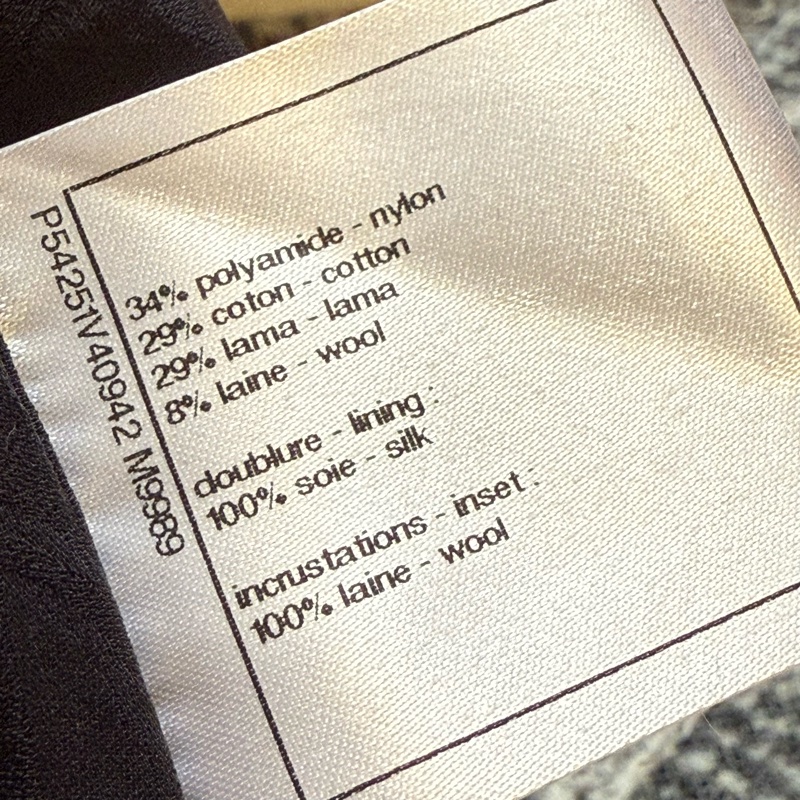 P54251V40942 M9989
34% polyamide - nylon
29% coton - cotton
29% lama - lama
8% laine - wool
doublure - lining :
100% soie - silk
incrustations - inset :
100% laine - wool